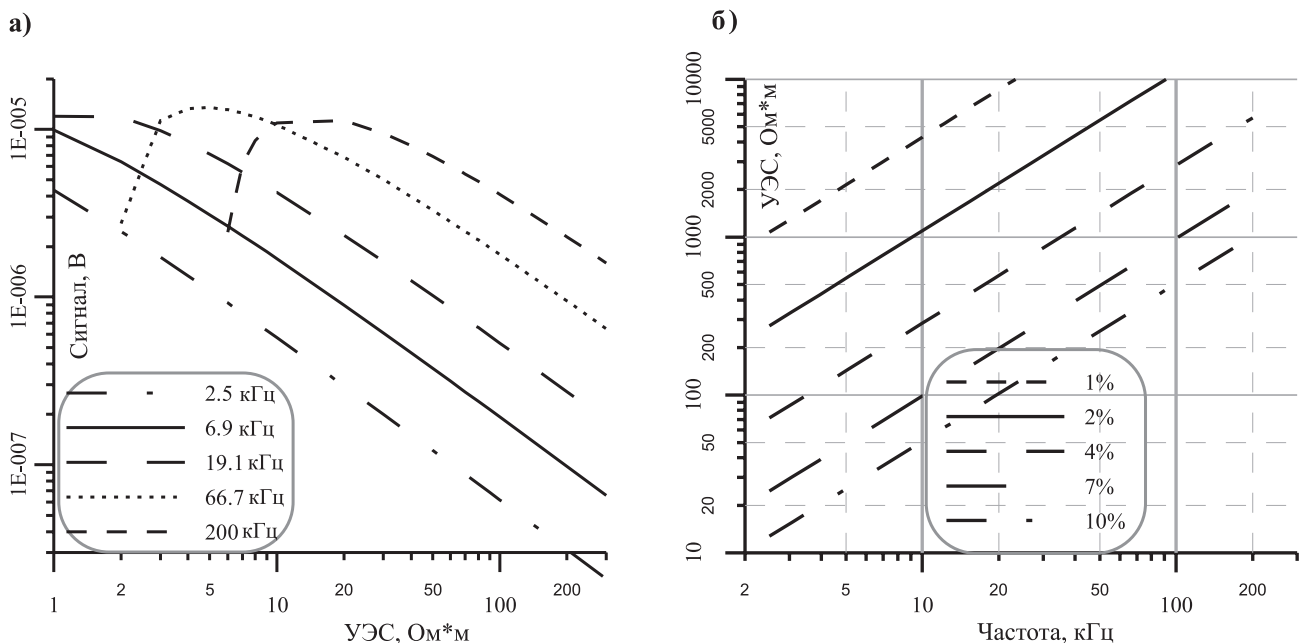 а)
1E-005
1E-006
1E-007
Сигнал, В
2.5 кГц
6.9 кГц
19.1 кГц
66.7 кГц
200 кГц
1 2 5 10 20 50 100 200
УЭС, Ом*м
б)
10000
5000
2000
1000
500
200
100
50
20
10
УЭС, Ом*м
1%
2%
4%
7%
10%
2 5 10 20 50 100 200
Частота, кГц